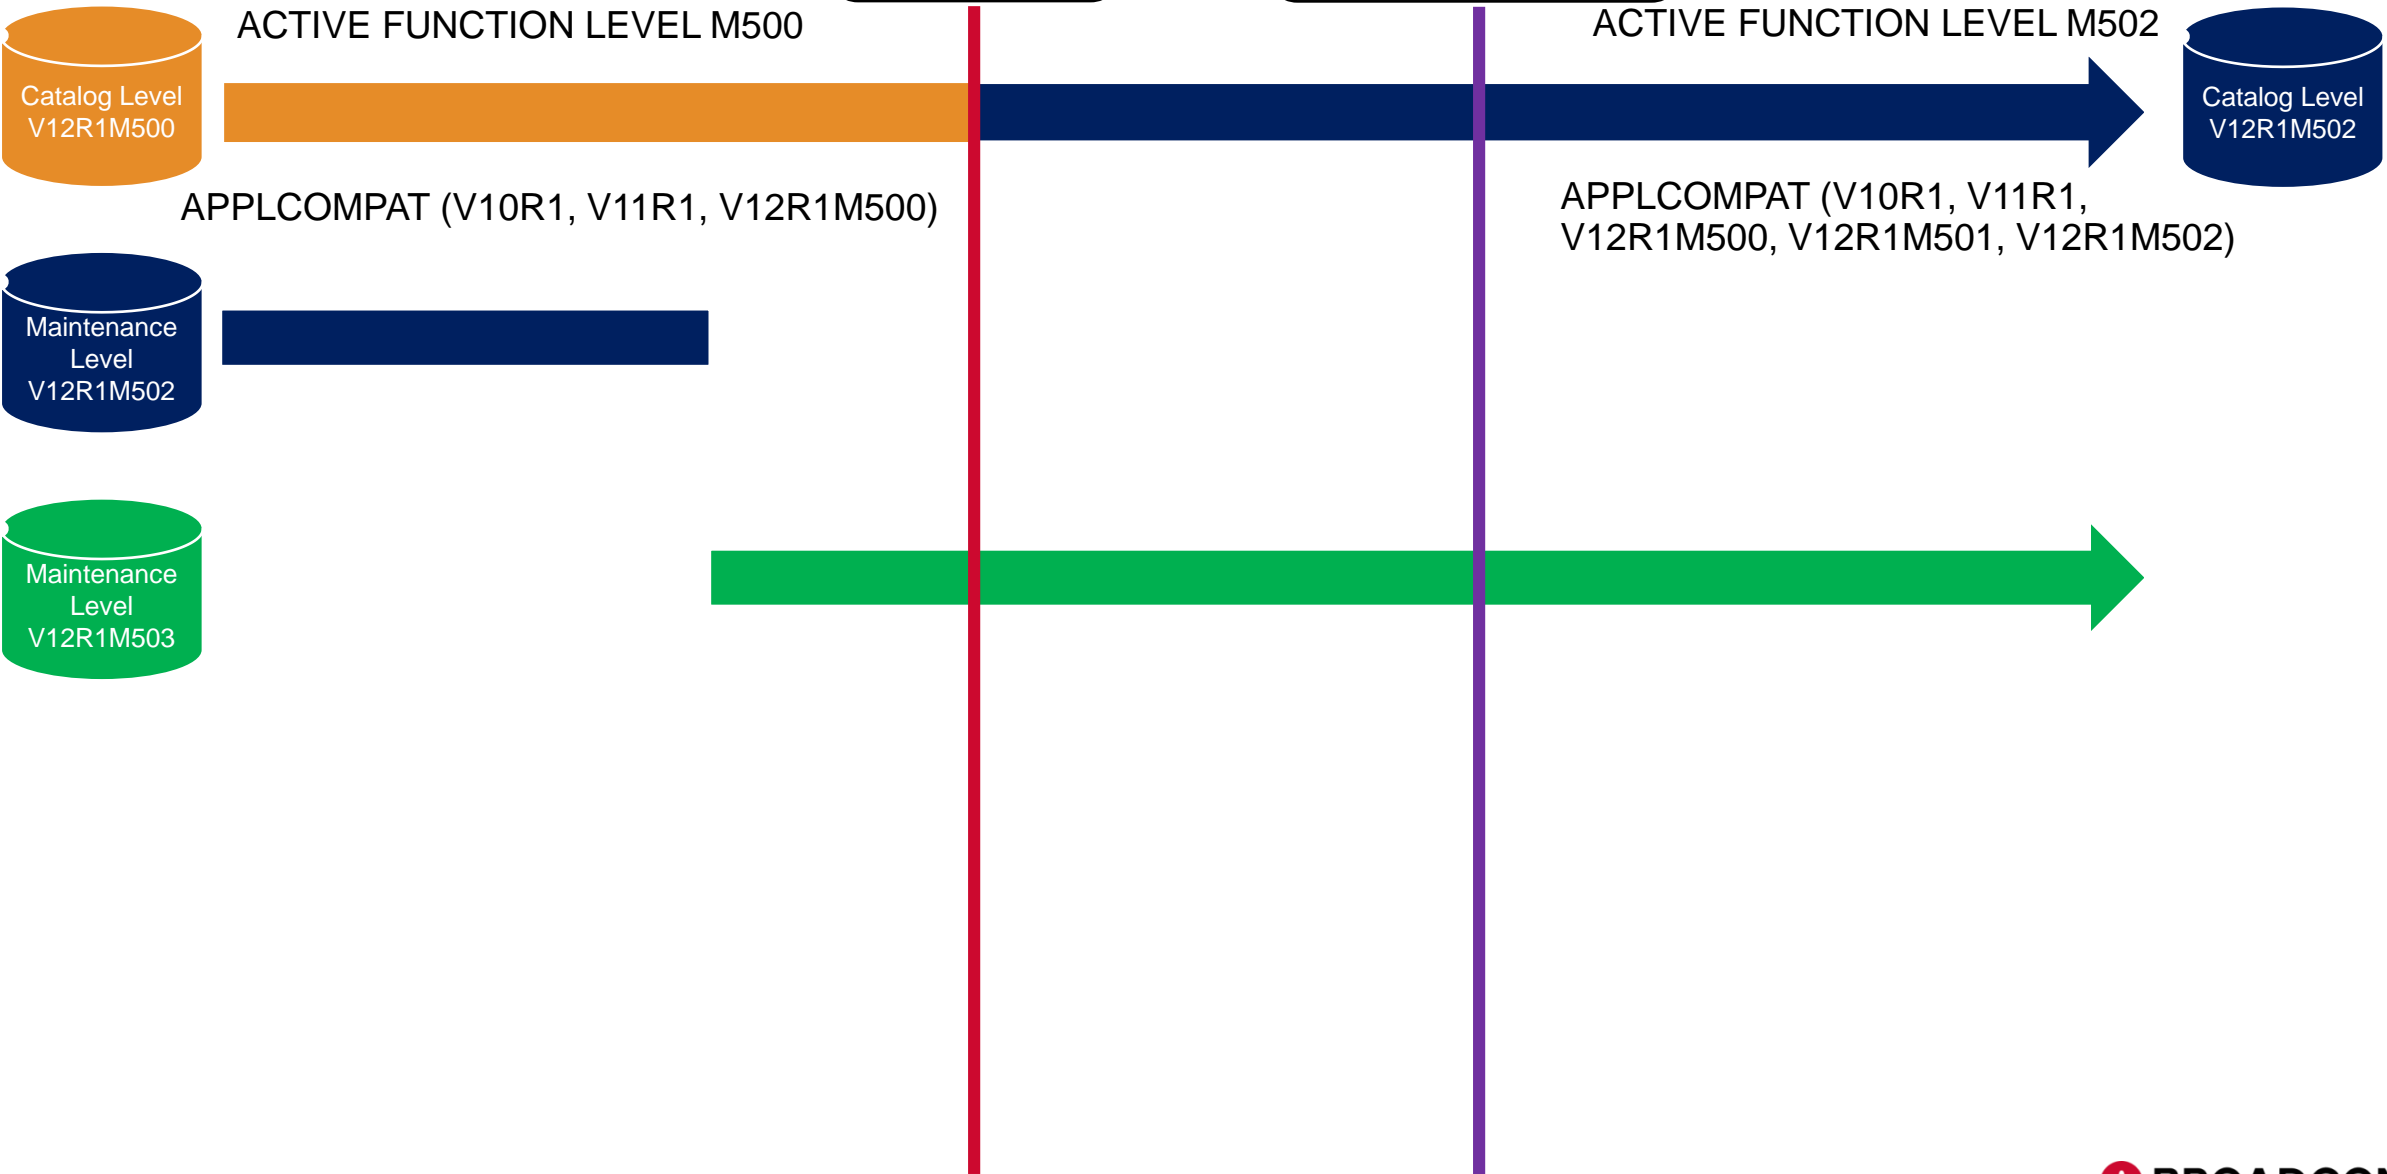 ACTIVE FUNCTION LEVEL M500
ACTIVE FUNCTION LEVEL M502
Catalog Level
V12R1M500
Catalog Level
V12R1M502
APPLCOMPAT (V10R1, V11R1, V12R1M500)
APPLCOMPAT (V10R1, V11R1,
V12R1M500, V12R1M501, V12R1M502)
Maintenance
Level
V12R1M502
Maintenance
Level
V12R1M503